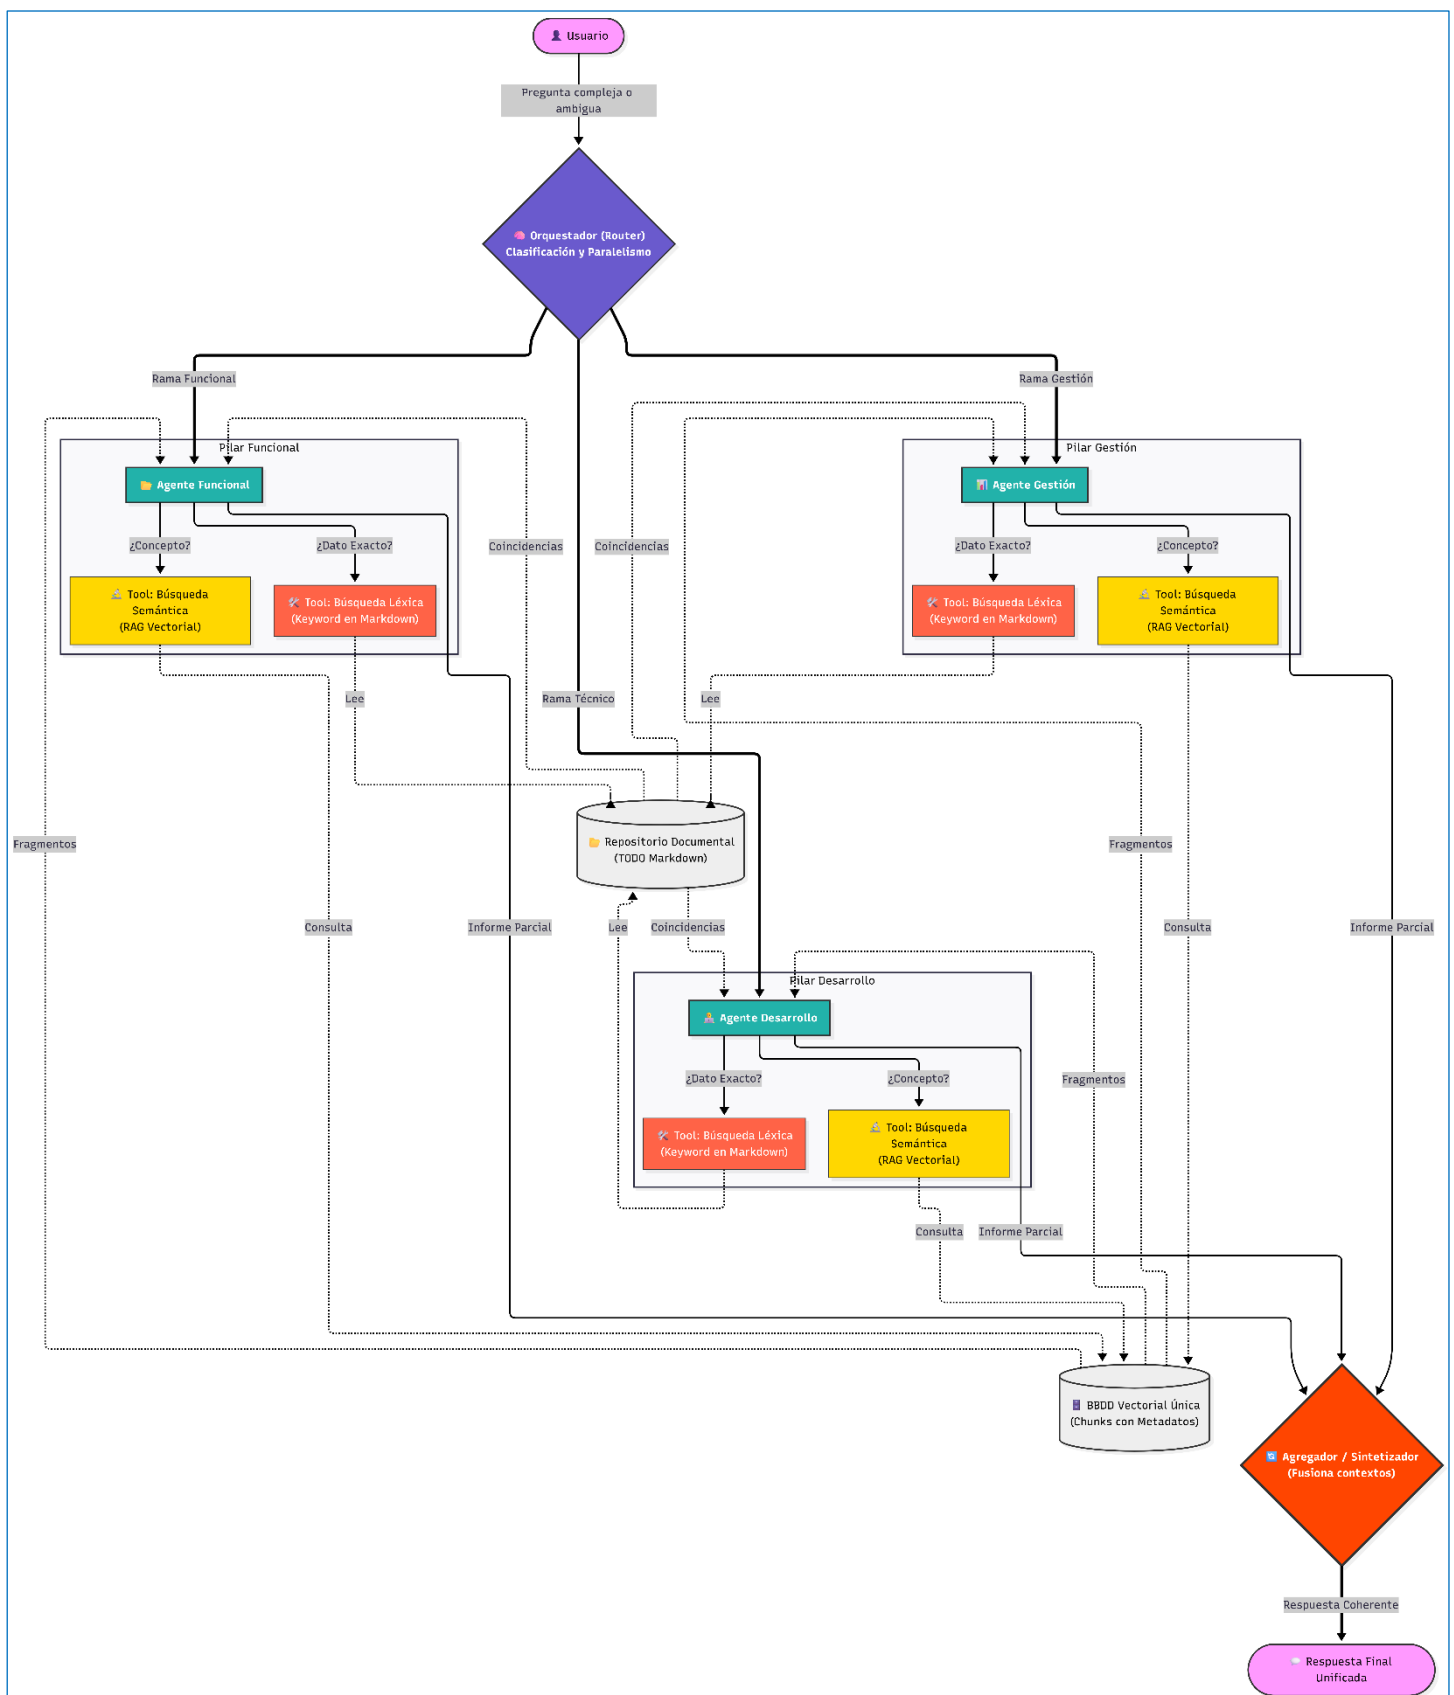 Usuario
Pregunta compleja o
ambigua
Orquestador (Router)
Clasificación y Paralelismo
Rama Funcional
Rama Gestión
Pilar Funcional
Pilar Gestión
Agente Funcional
Agente Gestión
¿Concepto?
¿Dato Exacto?
Coincidencias
Coincidencias
¿Dato Exacto?
¿Concepto?
Tool: Búsqueda
Semántica
(RAG Vectorial)
Tool: Búsqueda Léxica
(Keyword en Markdown)
Tool: Búsqueda Léxica
(Keyword en Markdown)
Tool: Búsqueda
Semántica
(RAG Vectorial)
Lee
Rama Técnico
Lee
Repositorio Documental
(TODO Markdown)
Fragmentos
Fragmentos
Consulta
Informe Parcial
Lee
Coincidencias
Consulta
Informe Parcial
Pilar Desarrollo
Agente Desarrollo
¿Dato Exacto?
¿Concepto?
Fragmentos
Tool: Búsqueda Léxica
(Keyword en Markdown)
Tool: Búsqueda
Semántica
(RAG Vectorial)
Consulta
Informe Parcial
BBDD Vectorial Única
(Chunks con Metadatos)
Agregador / Sintetizador
(Fusiona contextos)
Respuesta Coherente
Respuesta Final
Unificada